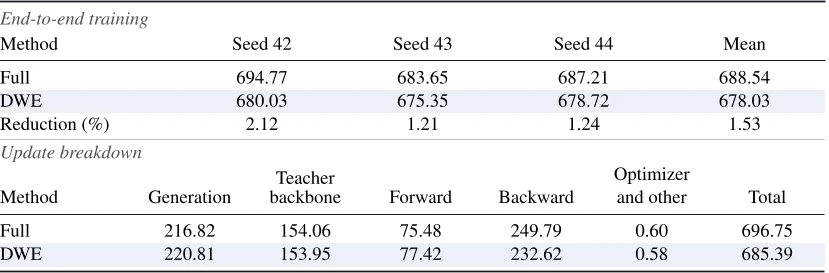 End-to-end training
Method Seed 42 Seed 43 Seed 44 Mean
Full 694.77 683.65 687.21 688.54
DWE 680.03 675.35 678.72 678.03
Reduction (%) 2.12 1.21 1.24 1.53
Update breakdown
Teacher Optimizer
Method Generation backbone Forward Backward and other Total
Full 216.82 154.06 75.48 249.79 0.60 696.75
DWE 220.81 153.95 77.42 232.62 0.58 685.39